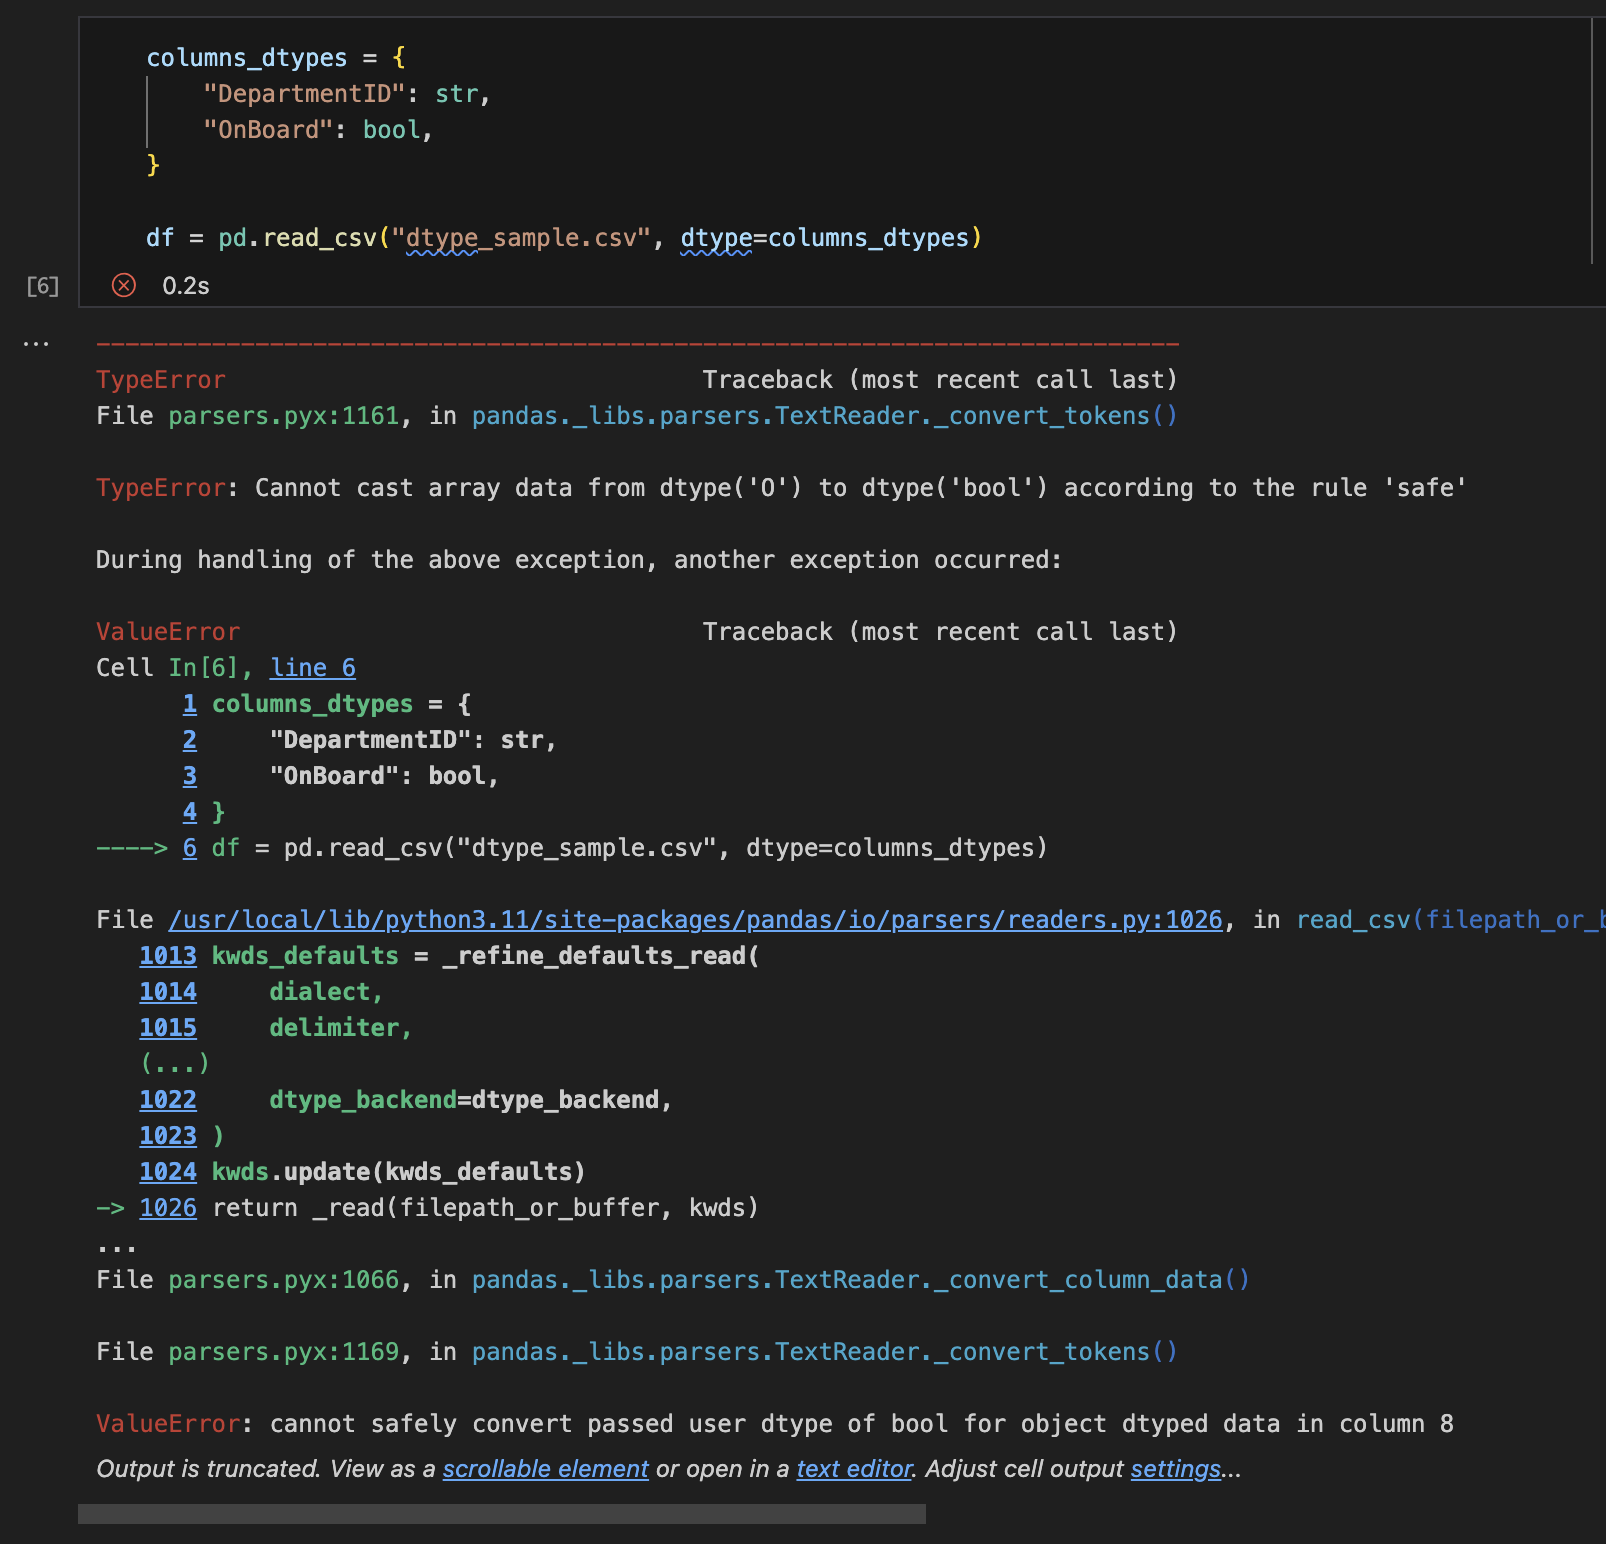 columns_dtypes = {
    "DepartmentID": str,
    "OnBoard": bool,
}
df = pd.read_csv("dtype_sample.csv", dtype=columns_dtypes)
[6] 0.2s
...
---------------------------------------------------------------------------
TypeError                                 Traceback (most recent call last)
File parsers.pyx:1161, in pandas._libs.parsers.TextReader._convert_tokens()
TypeError: Cannot cast array data from dtype('O') to dtype('bool') according to the rule 'safe'
During handling of the above exception, another exception occurred:
ValueError                                Traceback (most recent call last)
Cell In[6], line 6
      1 columns_dtypes = {
      2     "DepartmentID": str,
      3     "OnBoard": bool,
      4 }
----> 6 df = pd.read_csv("dtype_sample.csv", dtype=columns_dtypes)
File /usr/local/lib/python3.11/site-packages/pandas/io/parsers/readers.py:1026, in read_csv(filepath_or_b
   1013 kwds_defaults = _refine_defaults_read(
   1014     dialect,
   1015     delimiter,
   (...)
   1022     dtype_backend=dtype_backend,
   1023 )
   1024 kwds.update(kwds_defaults)
-> 1026 return _read(filepath_or_buffer, kwds)
...
File parsers.pyx:1066, in pandas._libs.parsers.TextReader._convert_column_data()
File parsers.pyx:1169, in pandas._libs.parsers.TextReader._convert_tokens()
ValueError: cannot safely convert passed user dtype of bool for object dtyped data in column 8
Output is truncated. View as a scrollable element or open in a text editor. Adjust cell output settings...